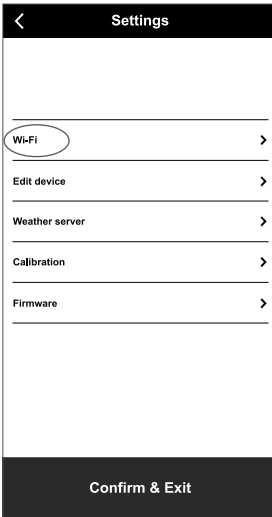 Settings
Wi-Fi
Edit device
Weather server
Calibration
Firmware
Confirm & Exit